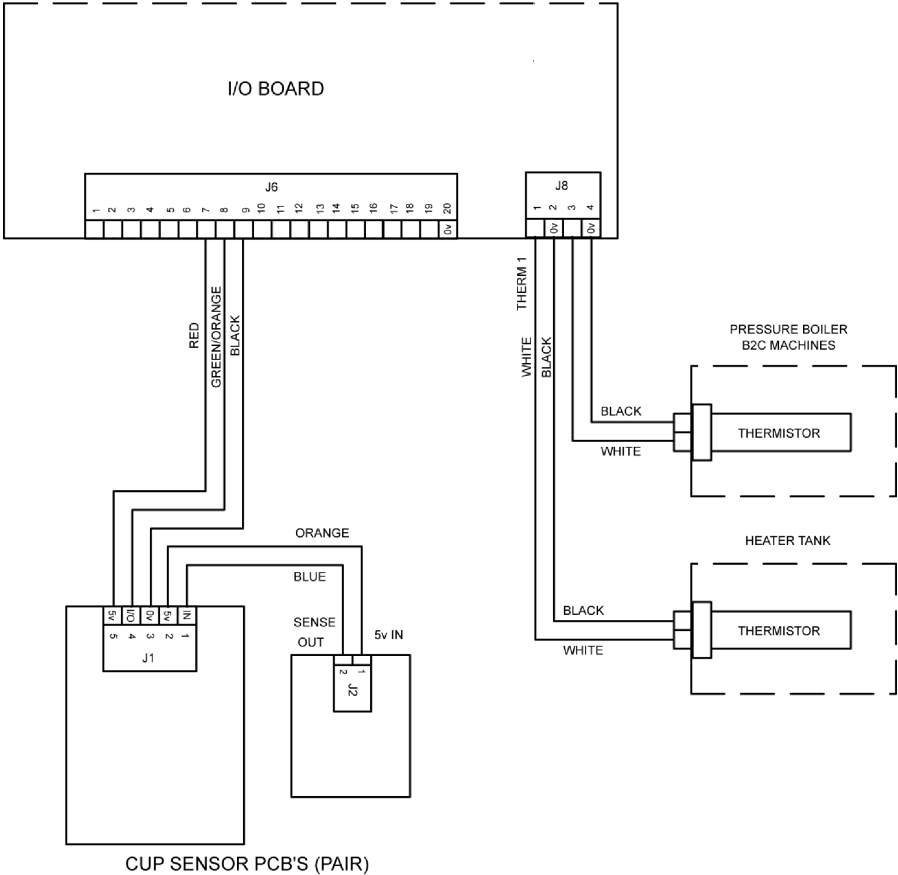 I/O BOARD
J6
1 2 3 4 5 6 7 8 9 10 11 12 13 14 15 16 17 18 19 20
0v
J8
1 2 3 4
0v 0v
RED
GREEN/ORANGE
BLACK
THERM 1
WHITE
BLACK
PRESSURE BOILER
B2C MACHINES
BLACK
WHITE
THERMISTOR
HEATER TANK
BLACK
WHITE
THERMISTOR
ORANGE
BLUE
SENSE
OUT
5v IN
5v I/O 0v 5v IN
5 4 3 2 1
J1
2 1
J2
CUP SENSOR PCB'S (PAIR)